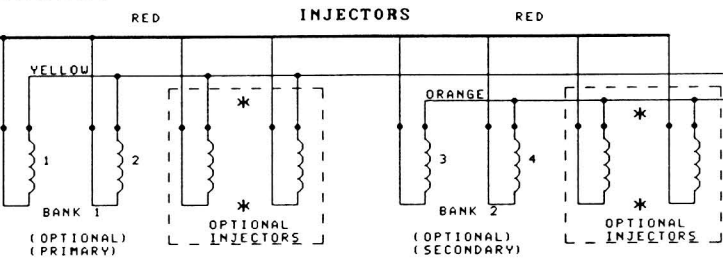 INJECTORS
RED
RED
YELLOW
ORANGE
*
*
1
2
3
4
*
*
BANK 1
BANK 2
OPTIONAL
INJECTORS
OPTIONAL
INJECTORS
(OPTIONAL)
(PRIMARY)
(OPTIONAL)
(SECONDARY)